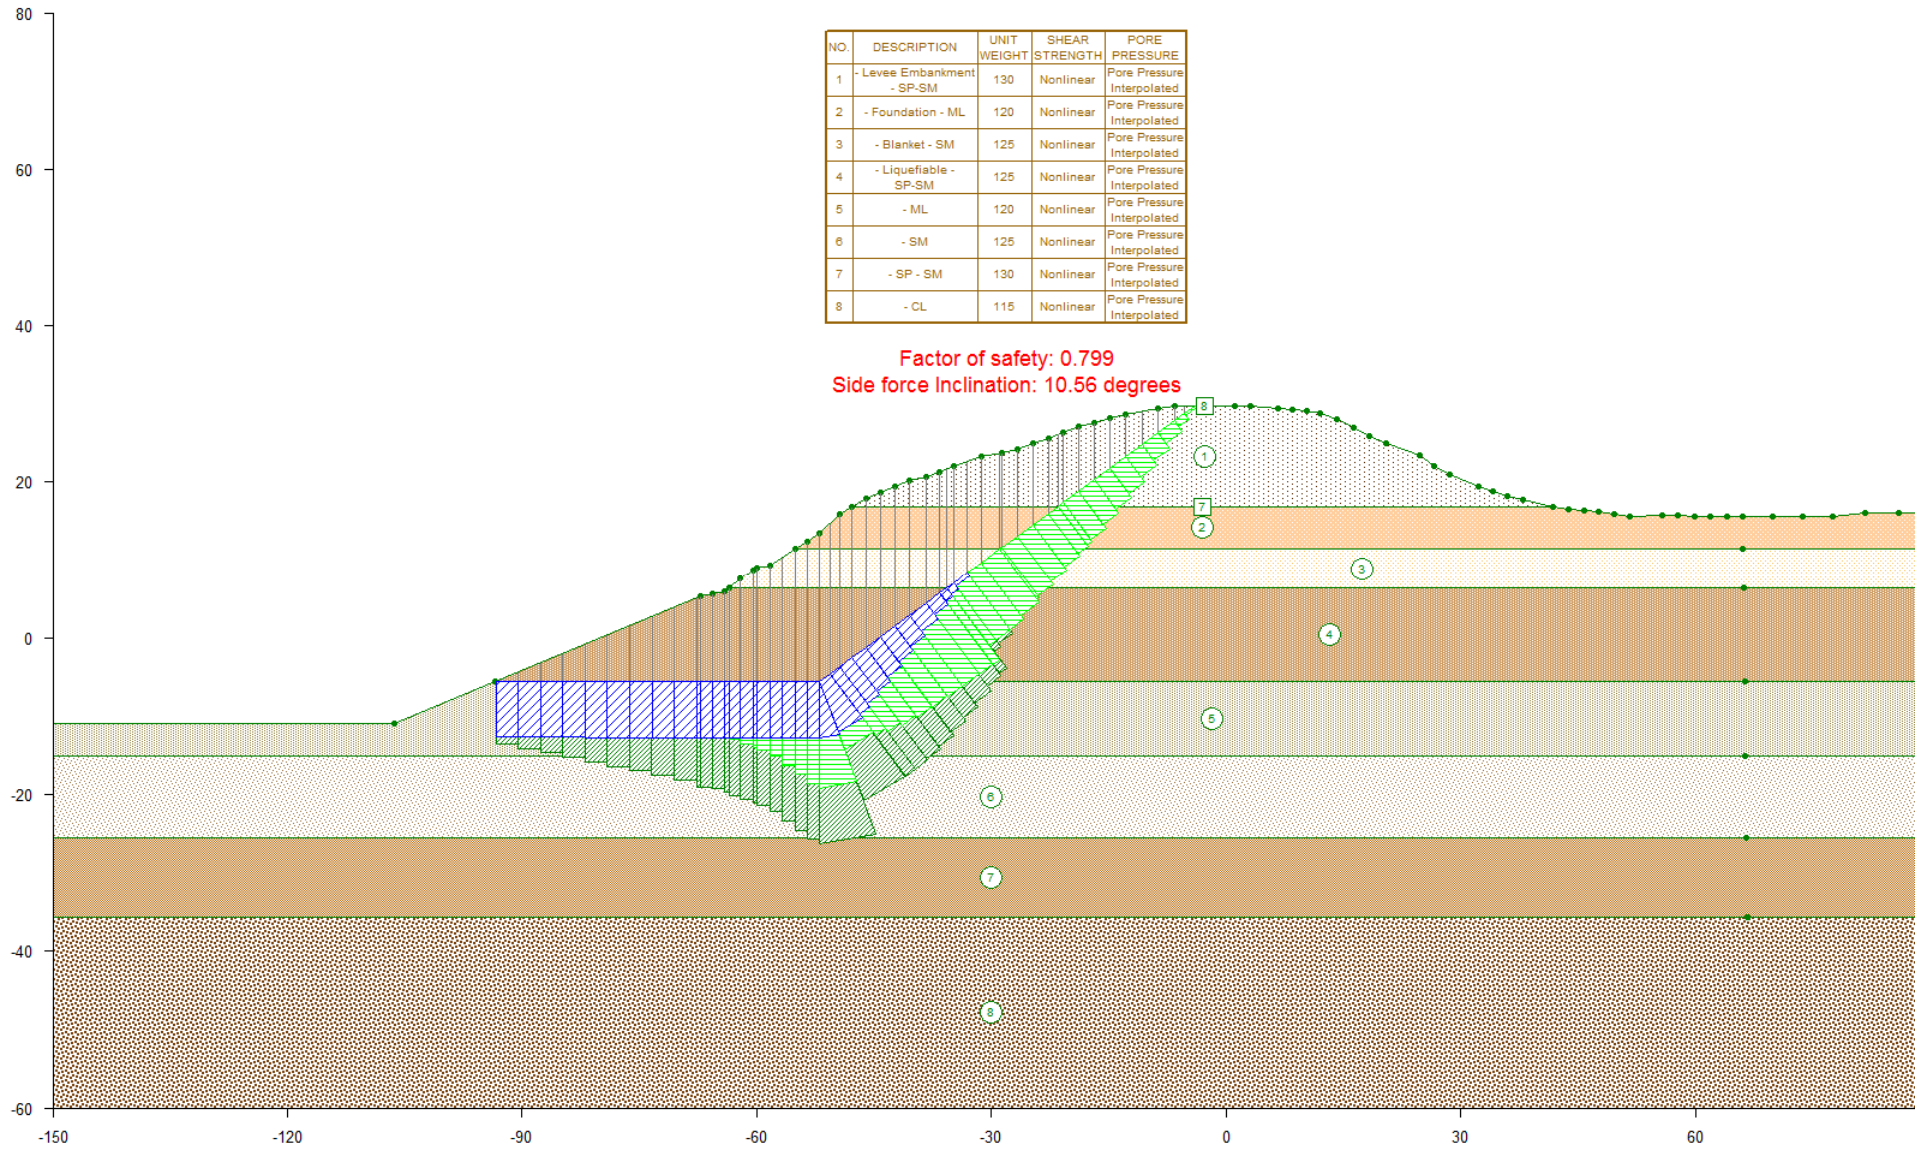 80
60
40
20
0
-20
-40
-60
-150
-120
-90
-60
-30
0
30
60
NO. DESCRIPTION UNIT WEIGHT SHEAR STRENGTH PORE PRESSURE
1 - Levee Embankment - SP-SM 130 Nonlinear Pore Pressure Interpolated
2 - Foundation - ML 120 Nonlinear Pore Pressure Interpolated
3 - Blanket - SM 125 Nonlinear Pore Pressure Interpolated
4 - Liquefiable - SP-SM 125 Nonlinear Pore Pressure Interpolated
5 - ML 120 Nonlinear Pore Pressure Interpolated
6 - SM 125 Nonlinear Pore Pressure Interpolated
7 - SP - SM 130 Nonlinear Pore Pressure Interpolated
8 - CL 115 Nonlinear Pore Pressure Interpolated
Factor of safety: 0.799
Side force Inclination: 10.56 degrees
8
1
7
2
3
4
5
6
7
8